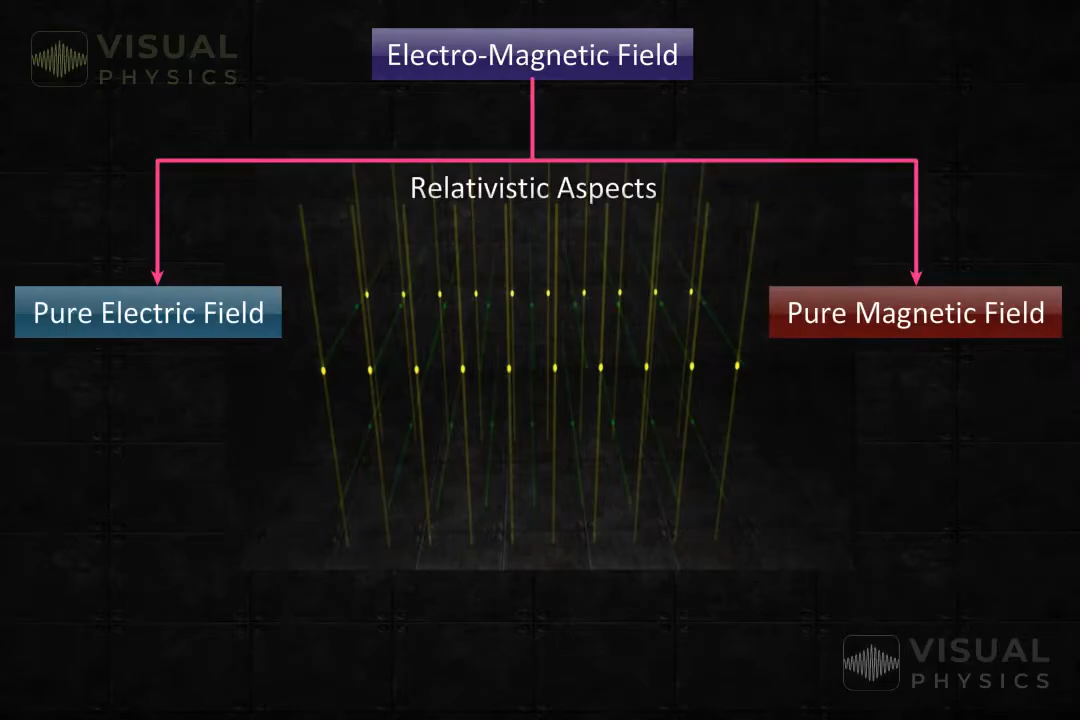 VISUAL
PHYSICS
Electro-Magnetic Field
Relativistic Aspects
Pure Electric Field
Pure Magnetic Field
VISUAL
PHYSICS